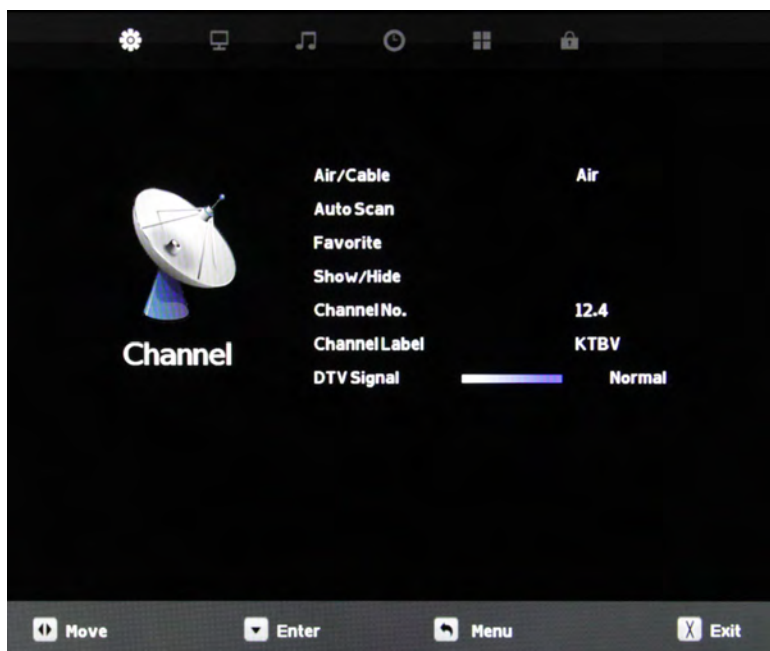 Air/Cable Air
Auto Scan
Favorite
Show/Hide
Channel No. 12.4
Channel Label KTBV
DTV Signal Normal
Channel
Move Enter Menu X Exit